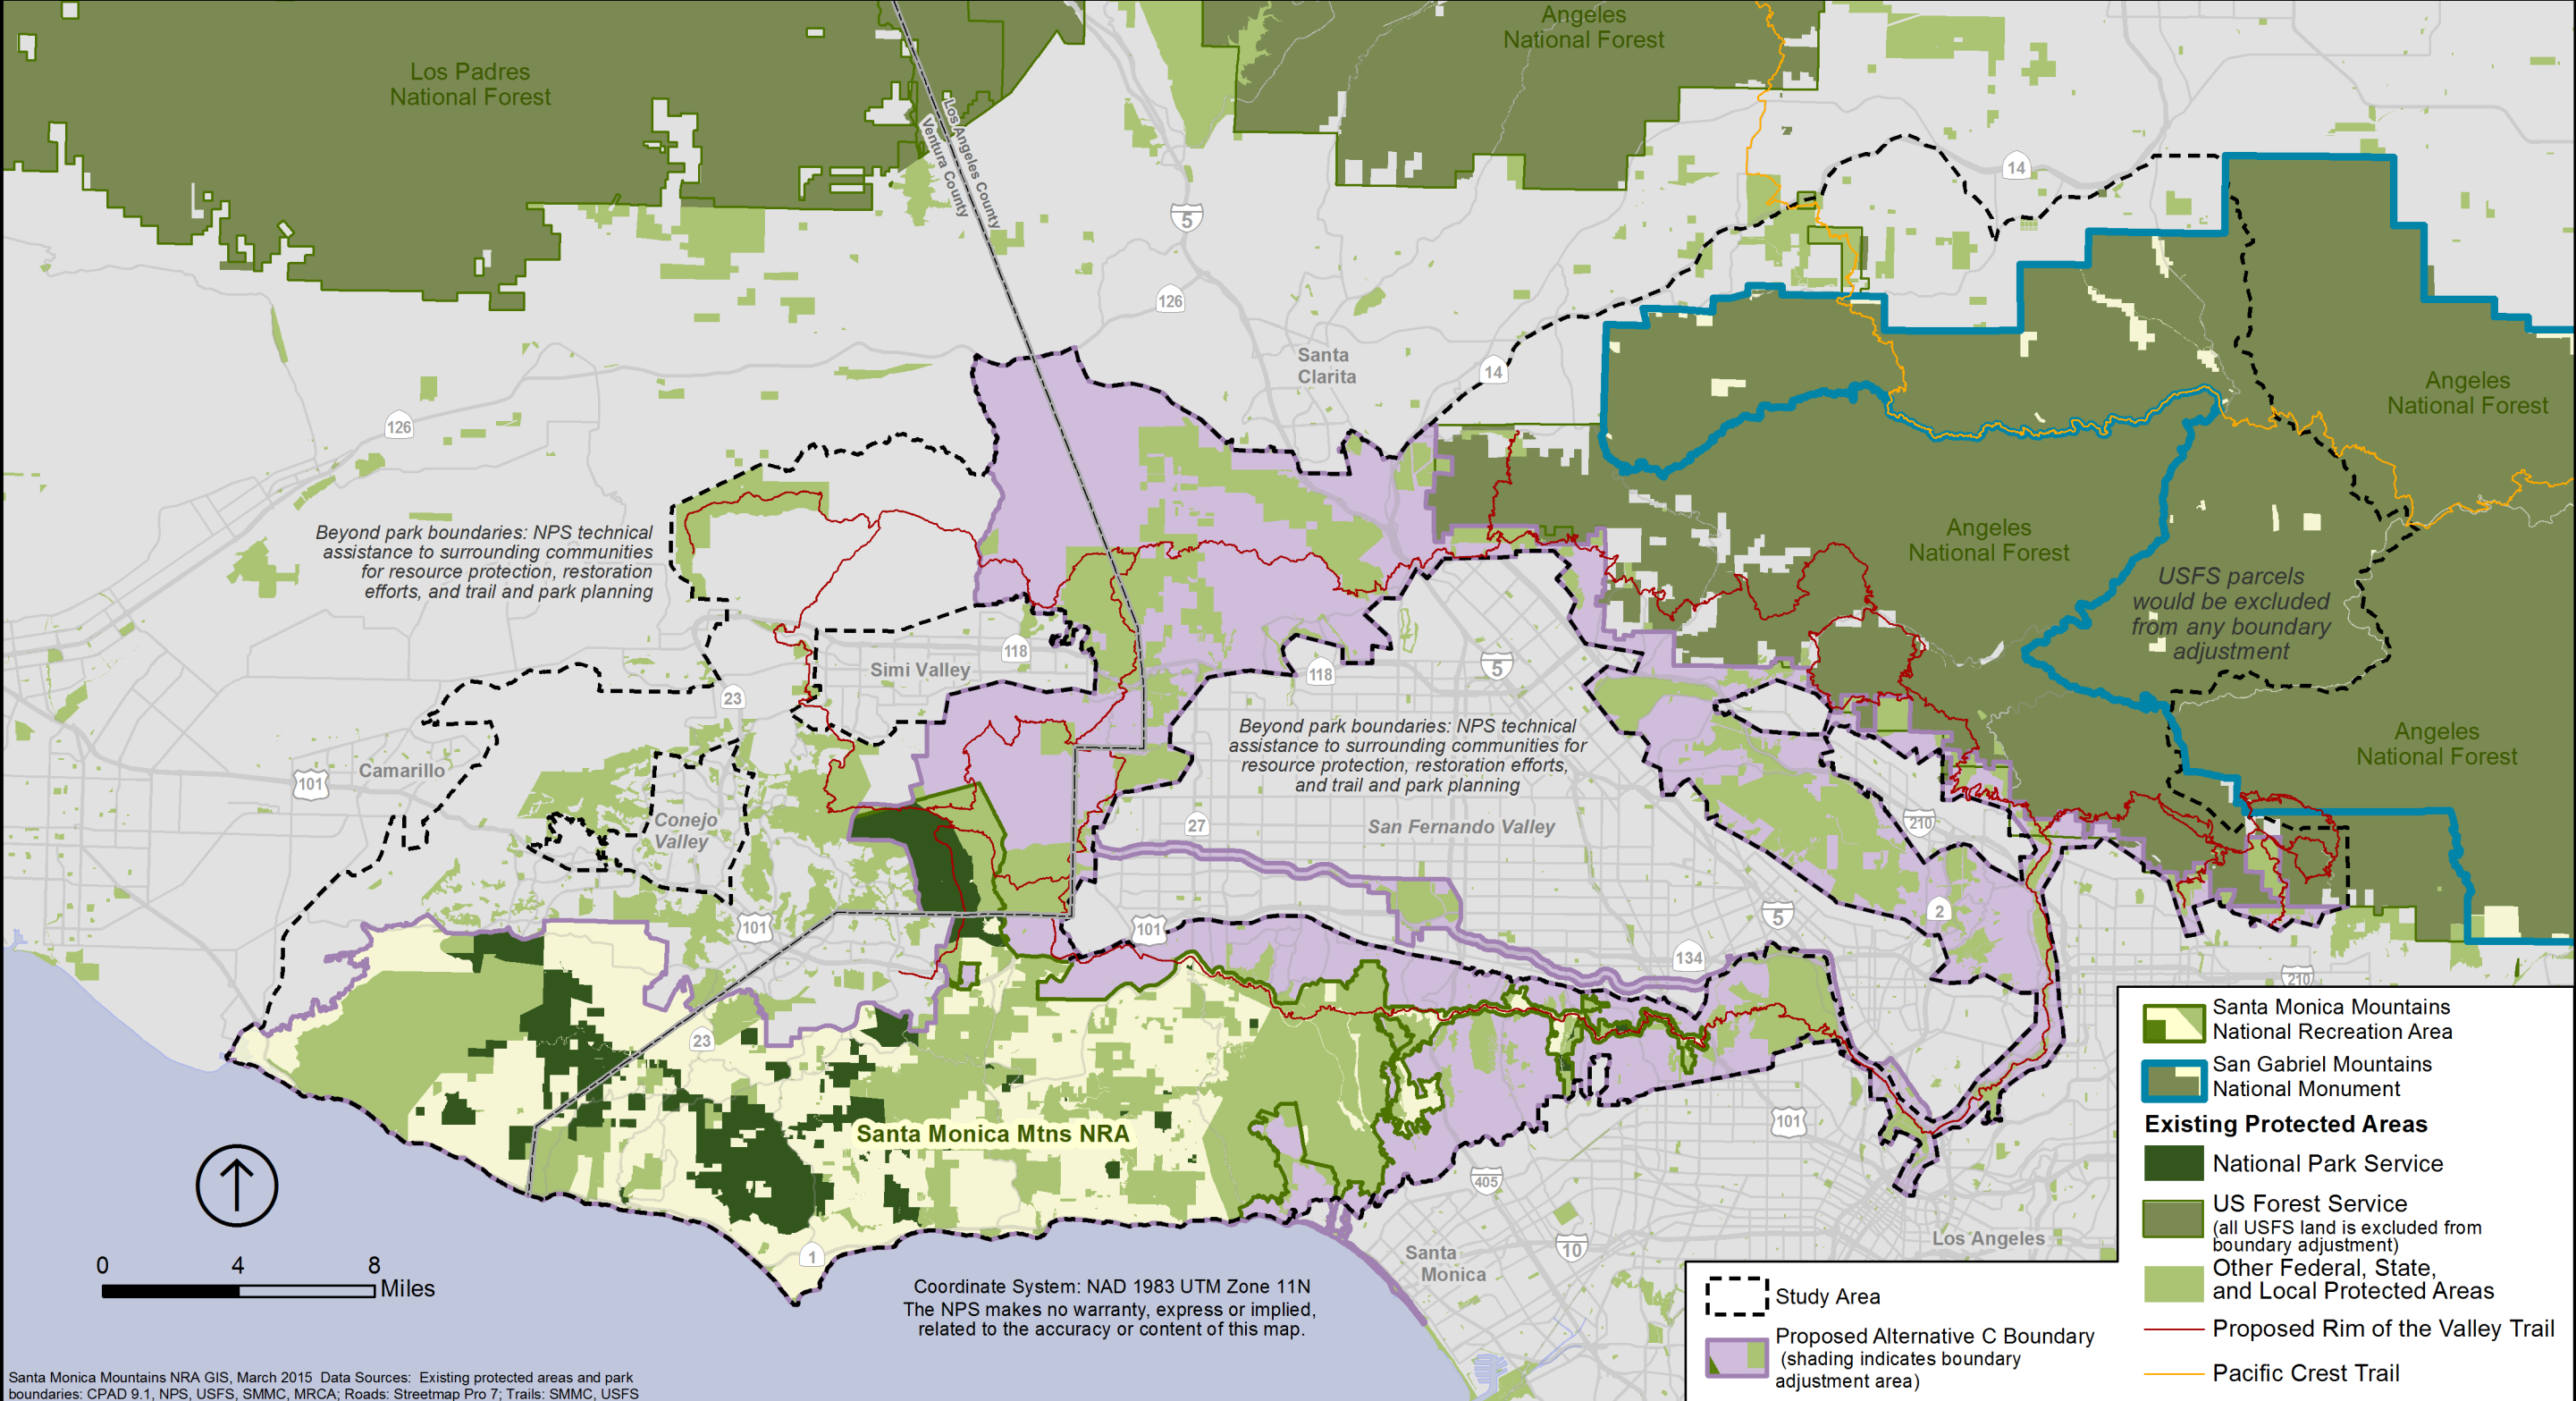 Angeles
National Forest
Los Padres
National Forest
Los Angeles County
Ventura County
14
5
126
Santa
Clarita
14
Angeles
National Forest
126
Beyond park boundaries: NPS technical
assistance to surrounding communities
for resource protection, restoration
efforts, and trail and park planning
Angeles
National Forest
USFS parcels
would be excluded
from any boundary
adjustment
118
Simi Valley
118
5
23
Beyond park boundaries: NPS technical
assistance to surrounding communities for
resource protection, restoration efforts,
and trail and park planning
Angeles
National Forest
Camarillo
101
Conejo
Valley
27
San Fernando Valley
210
2
5
101
101
134
210
23
Santa Monica Mtns NRA
101
405
Los Angeles
10
Santa
Monica
1
0
4
8
Miles
Coordinate System: NAD 1983 UTM Zone 11N
The NPS makes no warranty, express or implied,
related to the accuracy or content of this map.
Santa Monica Mountains NRA GIS, March 2015 Data Sources: Existing protected areas and park
boundaries: CPAD 9.1, NPS, USFS, SMMC, MRCA; Roads: Streetmap Pro 7; Trails: SMMC, USFS
Study Area
Proposed Alternative C Boundary
(shading indicates boundary
adjustment area)
Santa Monica Mountains
National Recreation Area
San Gabriel Mountains
National Monument
Existing Protected Areas
National Park Service
US Forest Service
(all USFS land is excluded from
boundary adjustment)
Other Federal, State,
and Local Protected Areas
Proposed Rim of the Valley Trail
Pacific Crest Trail